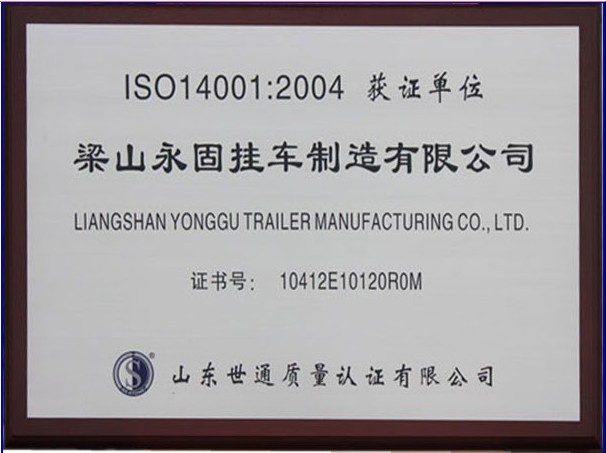 ISO14001:2004 获证单位
梁山永固挂车制造有限公司
LIANGSHAN YONGGU TRAILER MANUFACTURING CO., LTD.
证书号： 10412E10120R0M
® 山东世通质量认证有限公司